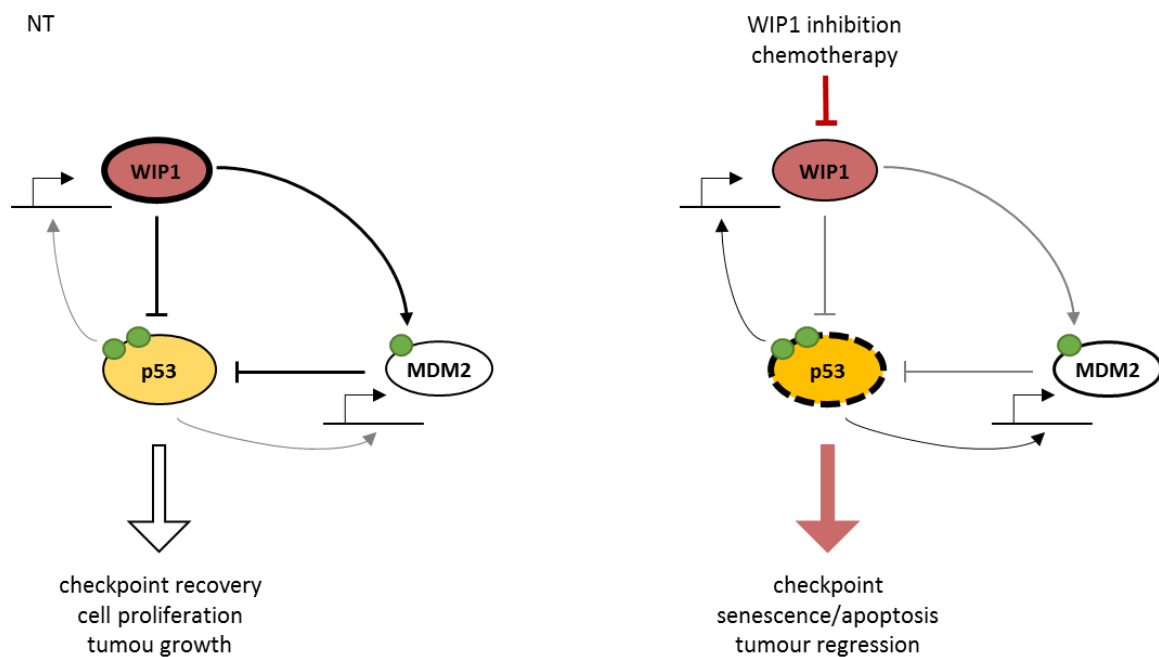 NT
WIP1
p53
MDM2
checkpoint recovery
cell proliferation
tumou growth
WIP1 inhibition
chemotherapy
WIP1
p53
MDM2
checkpoint
senescence/apoptosis
tumour regression